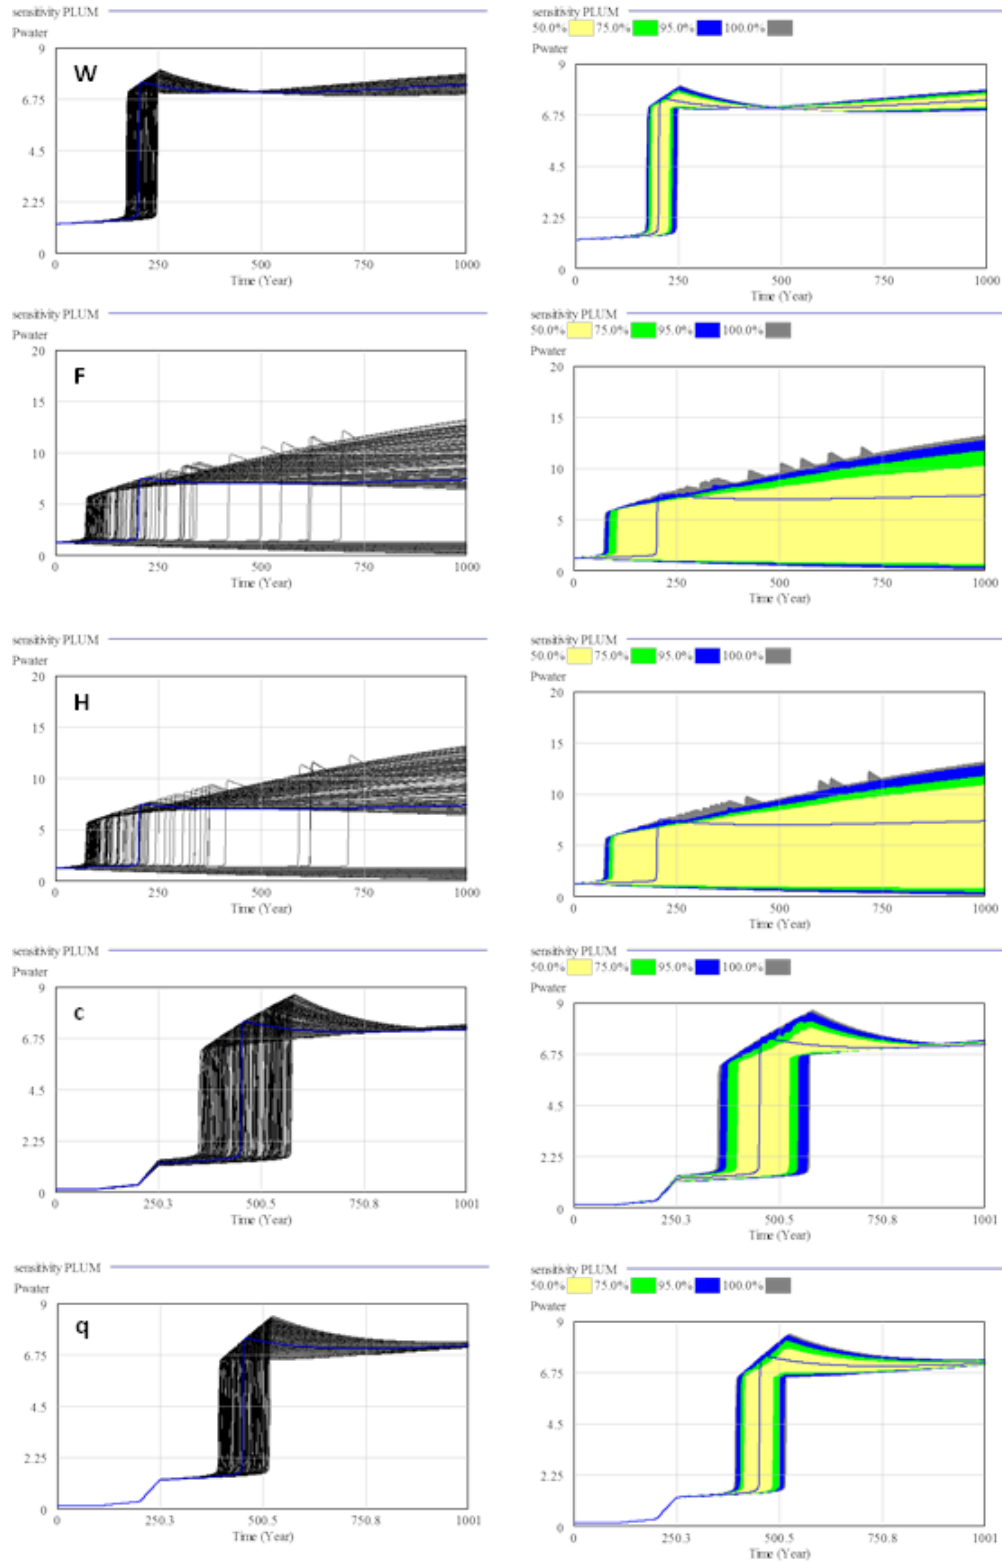 sensitivity PLUM
Pwater
9
W
6.75
4.5
2.25
0
0 250 500 750 1000
Time (Year)
sensitivity PLUM
50.0% 75.0% 95.0% 100.0%
Pwater
9
6.75
4.5
2.25
0
0 250 500 750 1000
Time (Year)
sensitivity PLUM
Pwater
20
F
15
10
5
0
0 250 500 750 1000
Time (Year)
sensitivity PLUM
50.0% 75.0% 95.0% 100.0%
Pwater
20
15
10
5
0
0 250 500 750 1000
Time (Year)
sensitivity PLUM
Pwater
20
H
15
10
5
0
0 250 500 750 1000
Time (Year)
sensitivity PLUM
50.0% 75.0% 95.0% 100.0%
Pwater
20
15
10
5
0
0 250 500 750 1000
Time (Year)
sensitivity PLUM
Pwater
9
c
6.75
4.5
2.25
0
0 250.3 500.5 750.8 1001
Time (Year)
sensitivity PLUM
50.0% 75.0% 95.0% 100.0%
Pwater
9
6.75
4.5
2.25
0
0 250.3 500.5 750.8 1001
Time (Year)
sensitivity PLUM
Pwater
9
q
6.75
4.5
2.25
0
0 250.3 500.5 750.8 1001
Time (Year)
sensitivity PLUM
50.0% 75.0% 95.0% 100.0%
Pwater
9
6.75
4.5
2.25
0
0 250.3 500.5 750.8 1001
Time (Year)